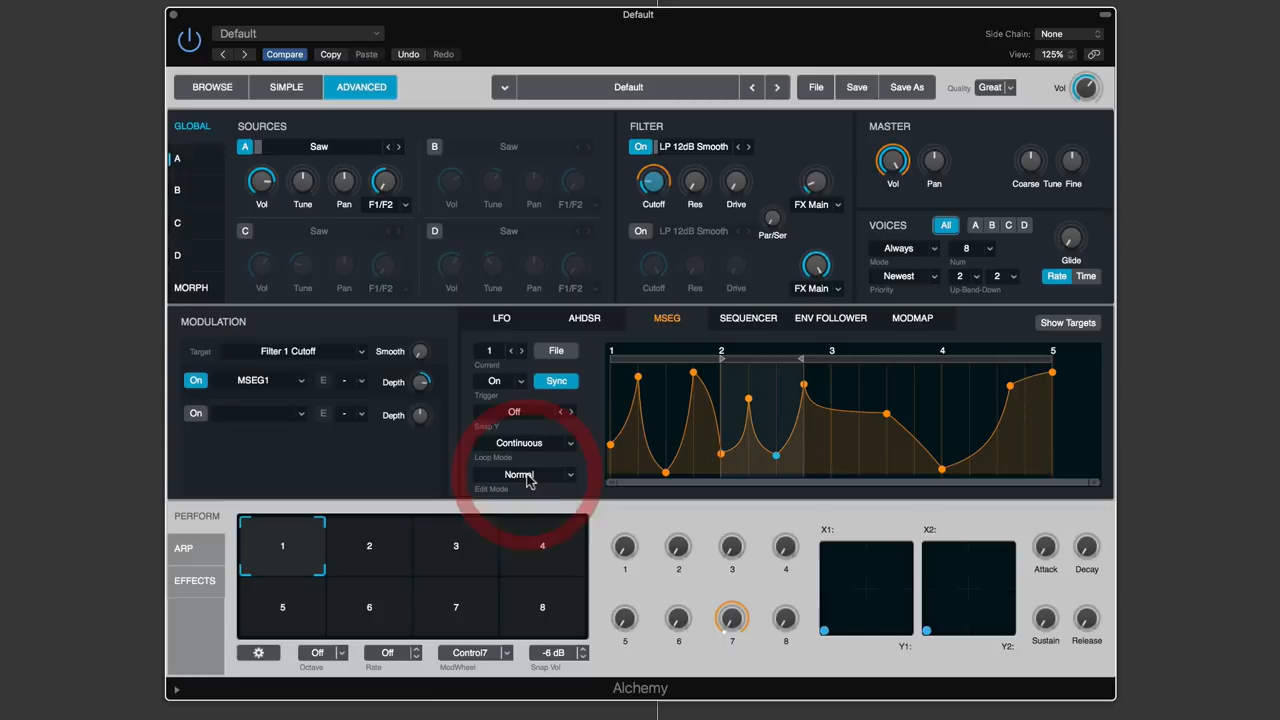 Default
Default
Side Chain: None
Compare Copy Paste Undo Redo
View: 125%
BROWSE SIMPLE ADVANCED Default File Save Save As Quality Great Vol
GLOBAL SOURCES FILTER MASTER
A Saw B Saw On LP 12dB Smooth
A
B
C
D
MORPH
Vol Tune Pan F1/F2 Vol Tune Pan F1/F2 Cutoff Res Drive FX Main Vol Pan Coarse Tune Fine
C Saw D Saw On LP 12dB Smooth Par/Ser
VOICES All A B C D
Always 8
Mode Num Glide
Newest 2 2 Rate Time
Priority Up-Bend-Down
Vol Tune Pan F1/F2 Vol Tune Pan F1/F2 Cutoff Res Drive FX Main
MODULATION LFO AHDSR MSEG SEQUENCER ENV FOLLOWER MODMAP Show Targets
Target Filter 1 Cutoff Smooth 1 File 1 2 3 4 5
Current
On MSEG1 E - Depth On Sync
Trigger
On E - Depth Off
Snap Y
Continuous
Loop Mode
Normal
Edit Mode
PERFORM
ARP
EFFECTS
1 2 3 4
5 6 7 8
1 2 3 4
5 6 7 8
X1: X2:
Y1: Y2:
Attack Decay
Sustain Release
Off Off Control7 -6 dB
Octave Rate ModWheel Snap Vol
Alchemy